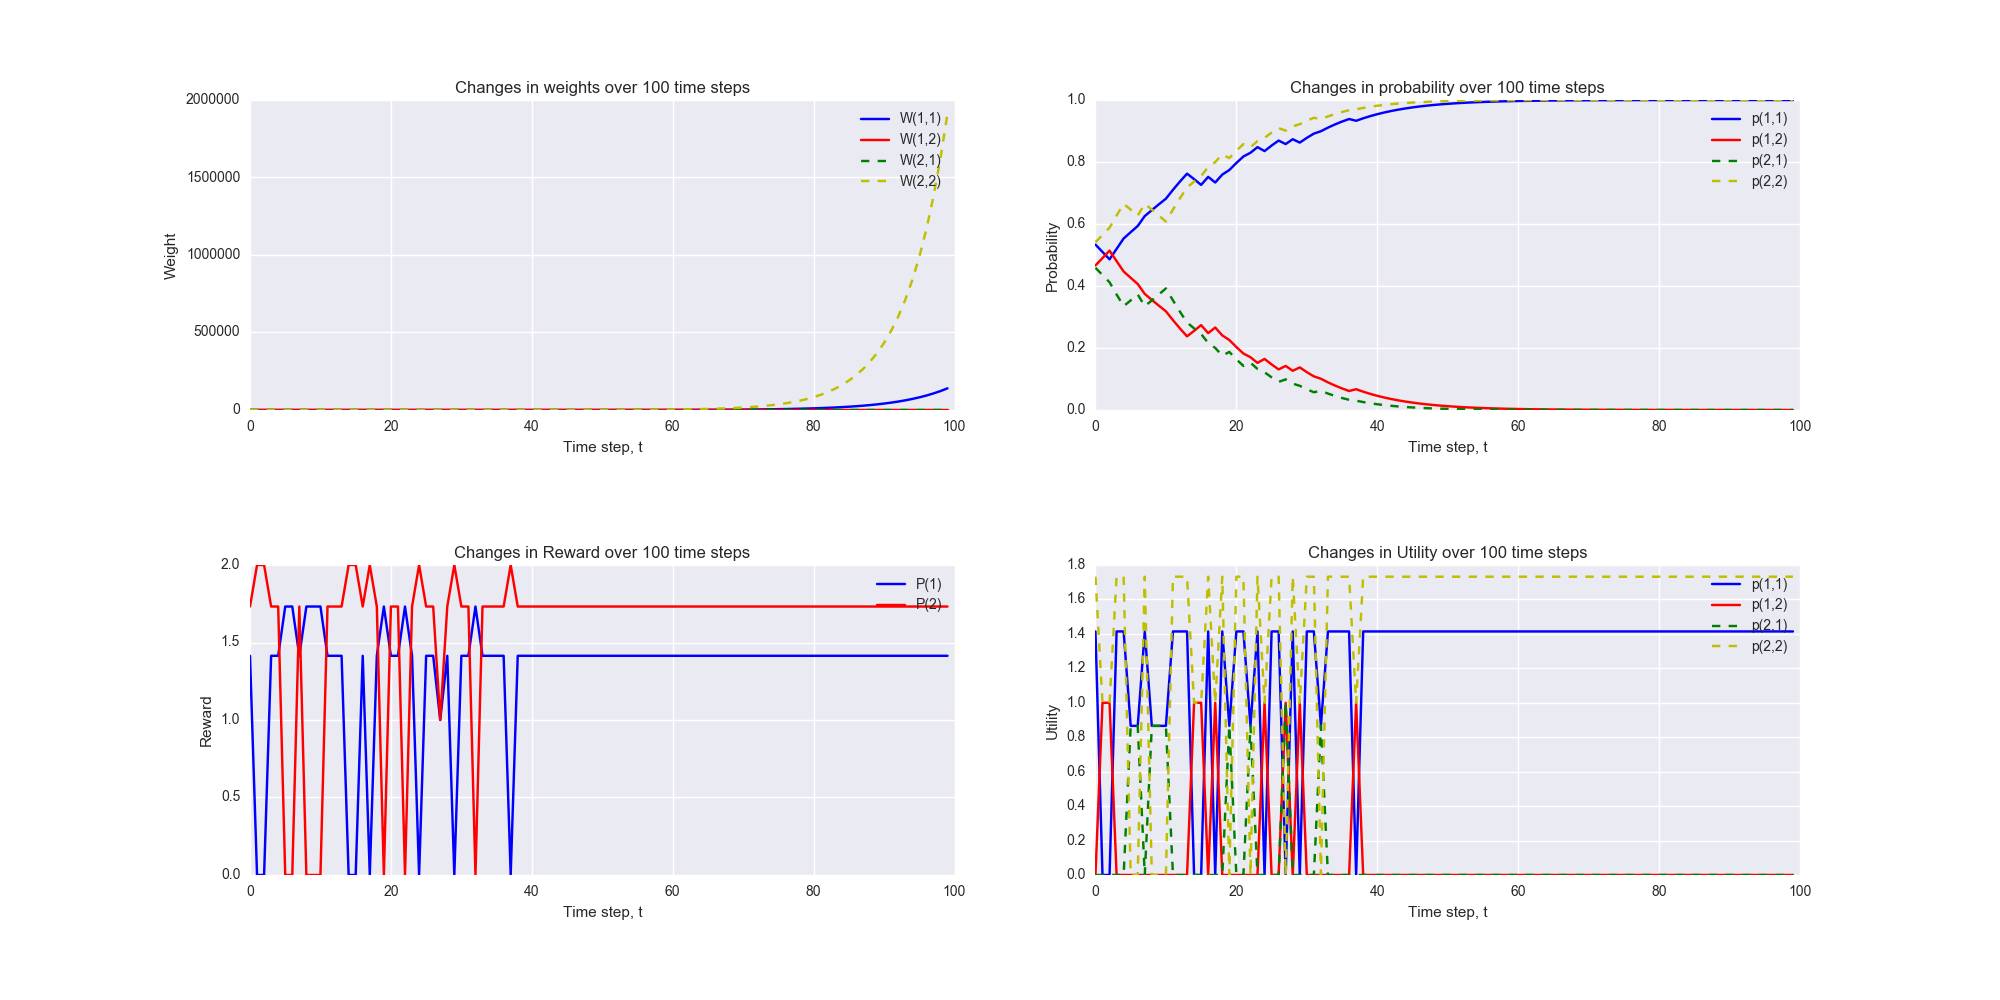 Changes in weights over 100 time steps
2000000
1500000
1000000
500000
0
Weight
W(1,1)
W(1,2)
W(2,1)
W(2,2)
0 20 40 60 80 100
Time step, t
Changes in probability over 100 time steps
1.0
0.8
0.6
0.4
0.2
0.0
Probability
p(1,1)
p(1,2)
p(2,1)
p(2,2)
0 20 40 60 80 100
Time step, t
Changes in Reward over 100 time steps
2.0
1.5
1.0
0.5
0.0
Reward
P(1)
P(2)
0 20 40 60 80 100
Time step, t
Changes in Utility over 100 time steps
1.8
1.6
1.4
1.2
1.0
0.8
0.6
0.4
0.2
0.0
Utility
p(1,1)
p(1,2)
p(2,1)
p(2,2)
0 20 40 60 80 100
Time step, t